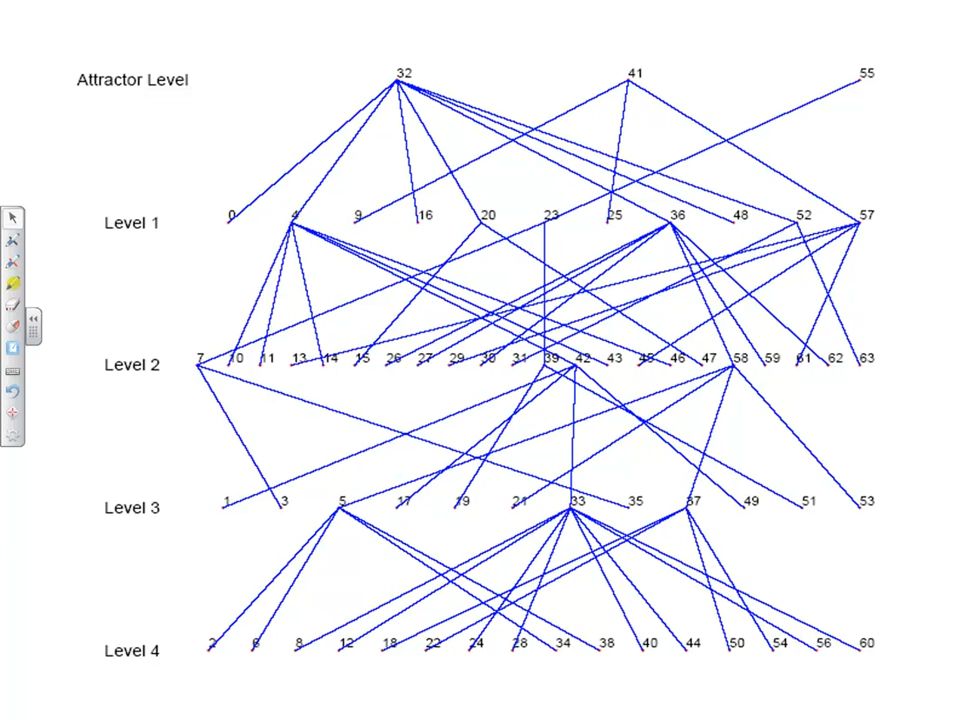 Attractor Level 32 41 55
Level 1 0 4 9 16 20 23 25 36 48 52 57
Level 2 7 10 11 13 14 15 26 27 29 30 31 39 42 43 45 46 47 58 59 61 62 63
Level 3 1 3 5 17 19 21 33 35 37 49 51 53
Level 4 2 6 8 12 18 22 24 28 34 38 40 44 50 54 56 60